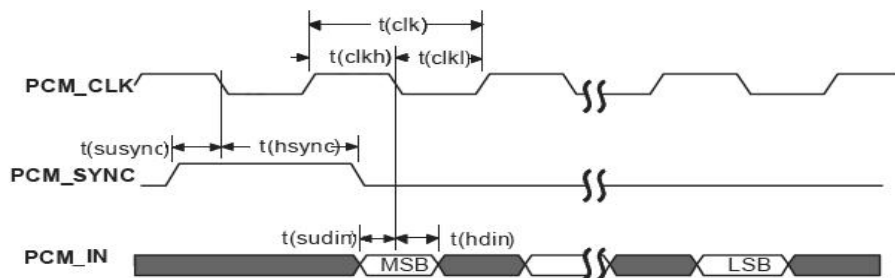 t(clk)
t(clkh) t(clkl)
PCM_CLK
t(susync) t(hsync)
PCM_SYNC
t(sudin) t(hdin)
PCM_IN MSB LSB